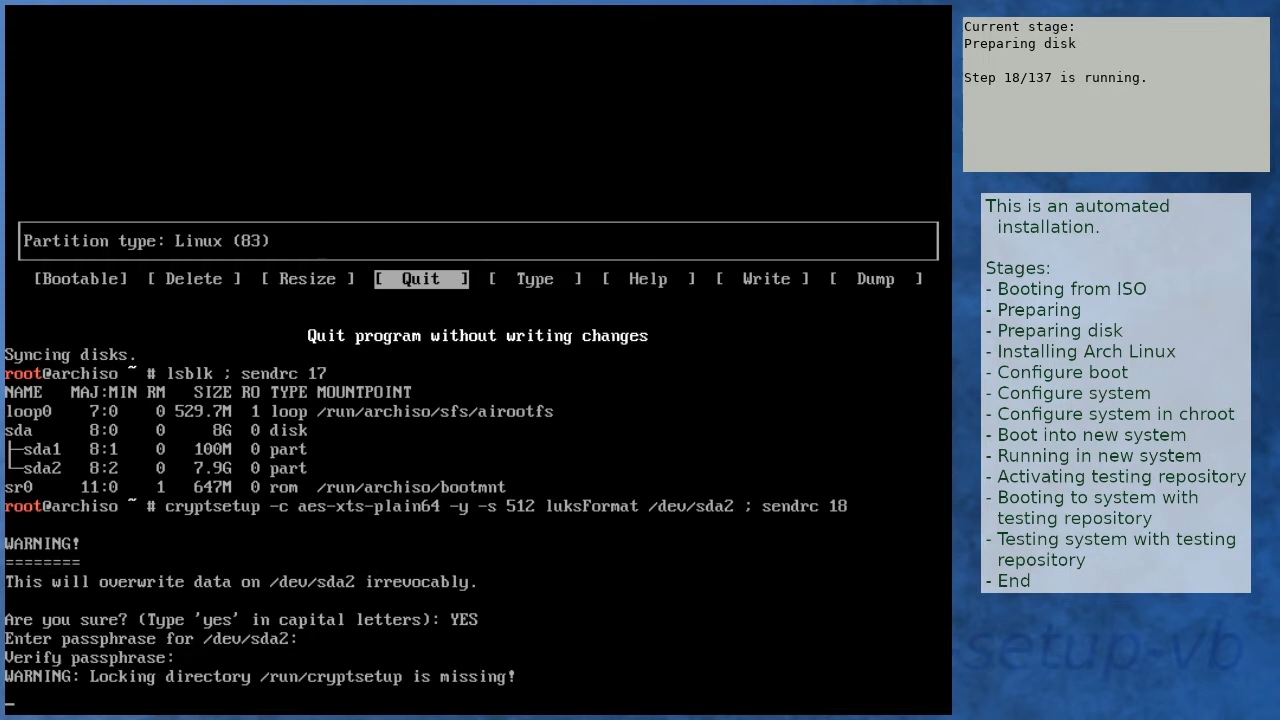 Partition type: Linux (83)
[Bootable] [ Delete ] [ Resize ] [ Quit ] [ Type ] [ Help ] [ Write ] [ Dump ]
Quit program without writing changes
Syncing disks.
root@archiso ~ # lsblk ; sendrc 17
NAME MAJ:MIN RM SIZE RO TYPE MOUNTPOINT
loop0 7:0 0 529.7M 1 loop /run/archiso/sfs/airootfs
sda 8:0 0 8G 0 disk
├─sda1 8:1 0 100M 0 part
└─sda2 8:2 0 7.9G 0 part
sr0 11:0 1 647M 0 rom /run/archiso/bootmnt
root@archiso ~ # cryptsetup -c aes-xts-plain64 -y -s 512 luksFormat /dev/sda2 ; sendrc 18
WARNING!
========
This will overwrite data on /dev/sda2 irrevocably.
Are you sure? (Type 'yes' in capital letters): YES
Enter passphrase for /dev/sda2:
Verify passphrase:
WARNING: Locking directory /run/cryptsetup is missing!
_
Current stage:
Preparing disk
Step 18/137 is running.
This is an automated
installation.
Stages:
- Booting from ISO
- Preparing
- Preparing disk
- Installing Arch Linux
- Configure boot
- Configure system
- Configure system in chroot
- Boot into new system
- Running in new system
- Activating testing repository
- Booting to system with
testing repository
- Testing system with testing
repository
- End
setup-vb